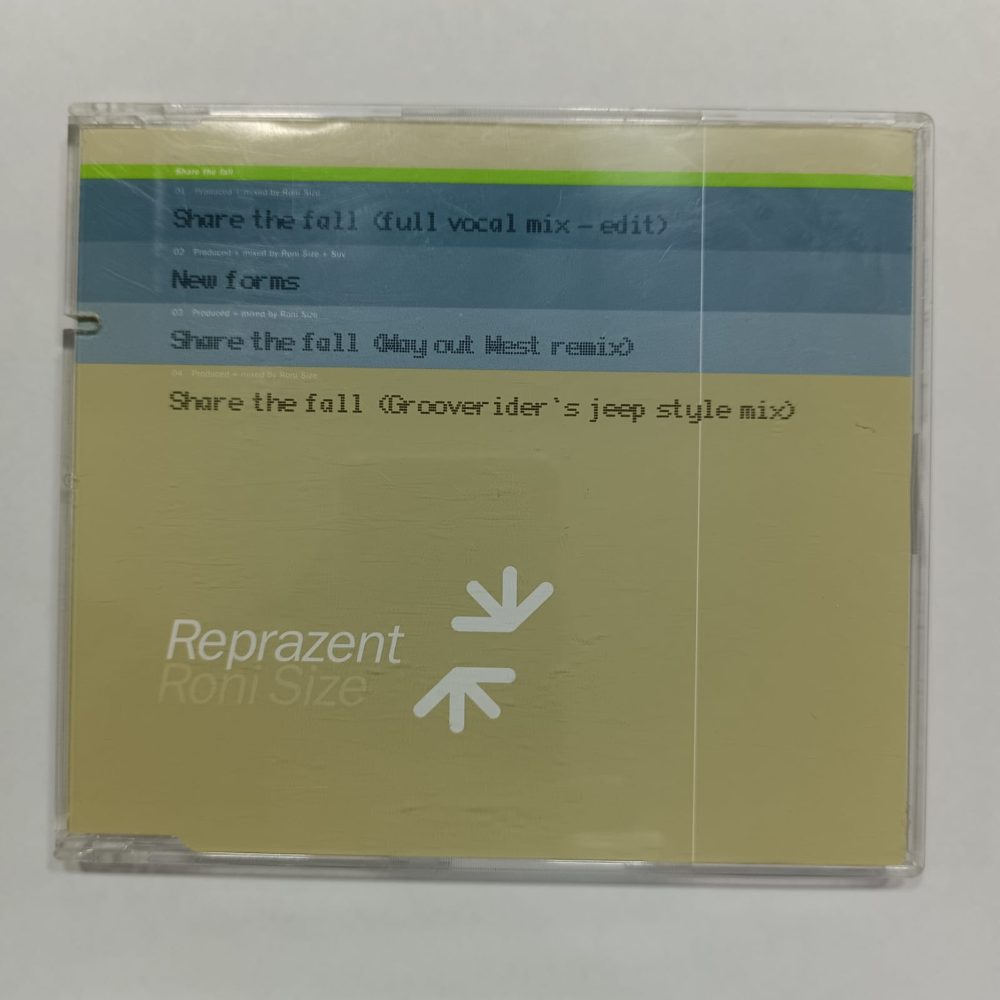 Share the fall
01 Produced + mixed by Roni Size
Share the fall (full vocal mix – edit)
02 Produced + mixed by Roni Size + Suv
New forms
03 Produced + mixed by Roni Size
Share the fall (Way out West remix)
04 Produced + mixed by Roni Size
Share the fall (Grooverider`s jeep style mix)
Reprazent
Roni Size